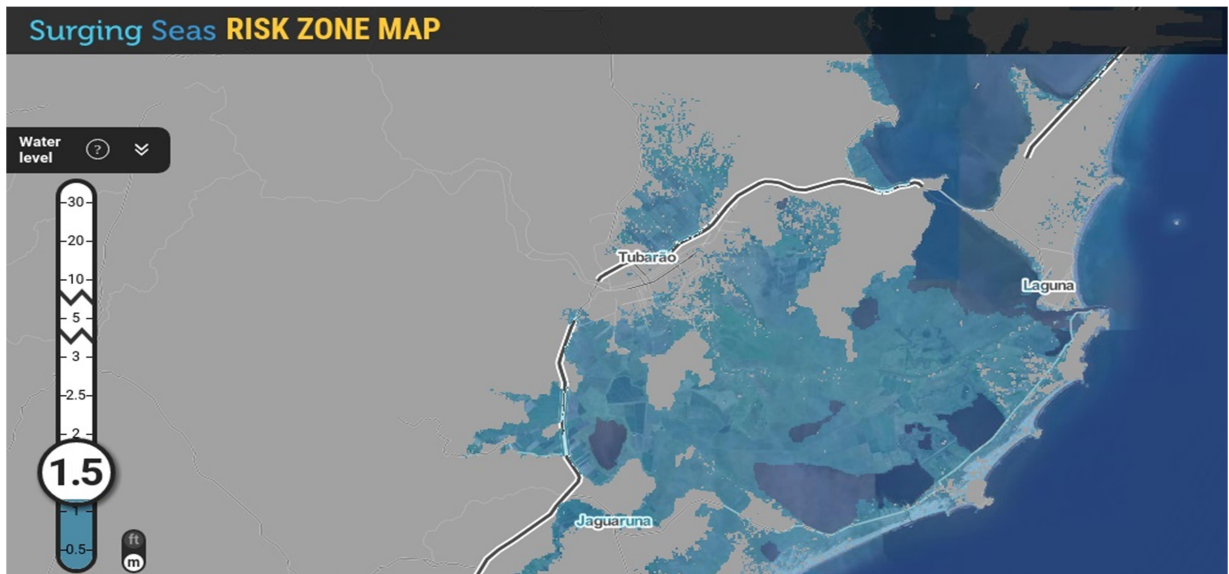 Surging Seas RISK ZONE MAP
Water
level
?
30
20
10
5
3
2.5
2
1.5
1
0.5
ft
m
Tubarão
Laguna
Jaguaruna